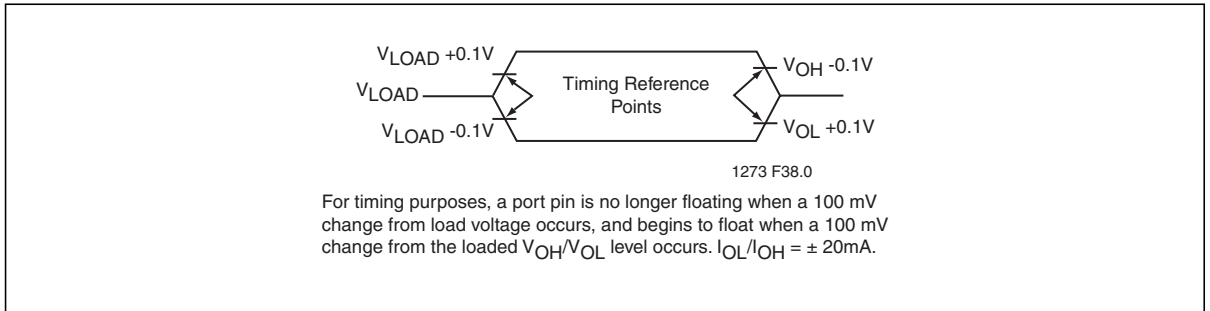 VLOAD +0.1V
VLOAD
VLOAD -0.1V
Timing Reference
Points
VOH -0.1V
VOL +0.1V
1273 F38.0
For timing purposes, a port pin is no longer floating when a 100 mV
change from load voltage occurs, and begins to float when a 100 mV
change from the loaded VOH/VOL level occurs. IOL/IOH = ± 20mA.